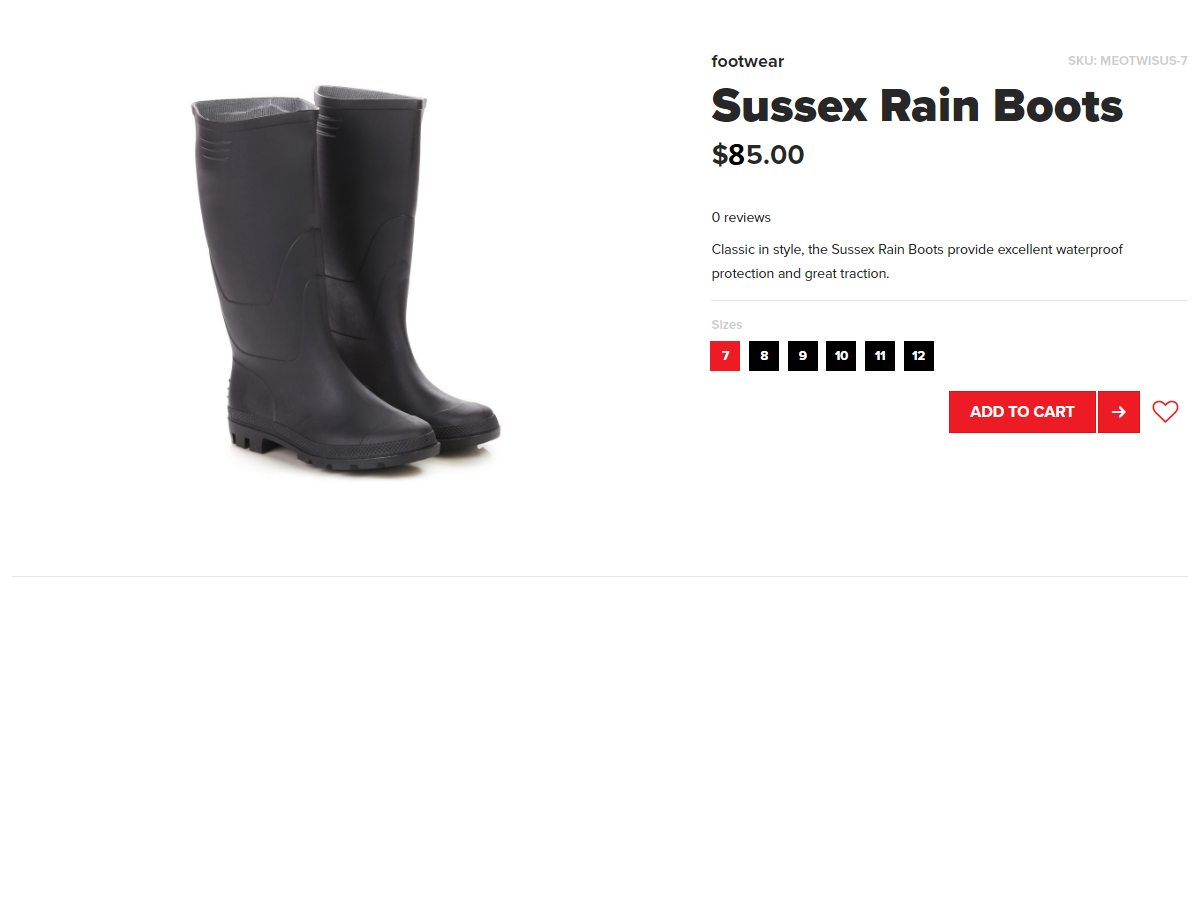 footwear
SKU: MEOTWISUS-7
Sussex Rain Boots
$85.00
0 reviews
Classic in style, the Sussex Rain Boots provide excellent waterproof
protection and great traction.
Sizes
7 8 9 10 11 12
ADD TO CART